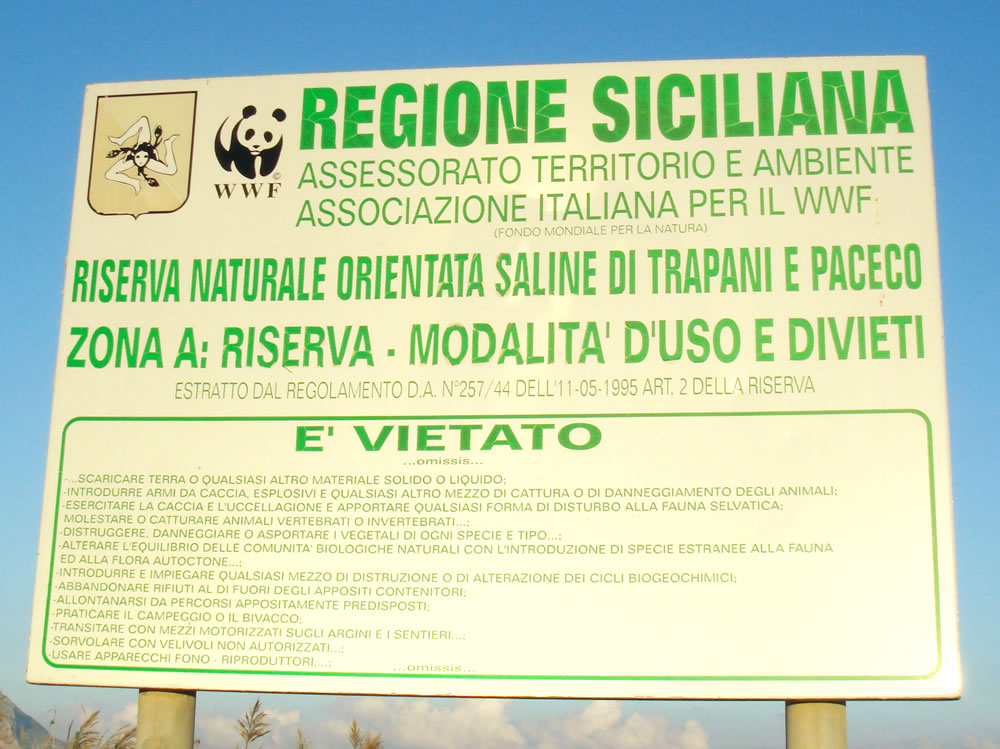 WWF
REGIONE SICILIANA
ASSESSORATO TERRITORIO E AMBIENTE
ASSOCIAZIONE ITALIANA PER IL WWF
(FONDO MONDIALE PER LA NATURA)
RISERVA NATURALE ORIENTATA SALINE DI TRAPANI E PACECO
ZONA A: RISERVA - MODALITA' D'USO E DIVIETI
ESTRATTO DAL REGOLAMENTO D.A. N°257/44 DELL'11-05-1995 ART. 2 DELLA RISERVA
E' VIETATO
...omissis...
-...SCARICARE TERRA O QUALSIASI ALTRO MATERIALE SOLIDO O LIQUIDO;
-INTRODURRE ARMI DA CACCIA, ESPLOSIVI E QUALSIASI ALTRO MEZZO DI CATTURA O DI DANNEGGIAMENTO DEGLI ANIMALI;
-ESERCITARE LA CACCIA E L'UCCELLAGIONE E APPORTARE QUALSIASI FORMA DI DISTURBO ALLA FAUNA SELVATICA;
MOLESTARE O CATTURARE ANIMALI VERTEBRATI O INVERTEBRATI...;
-DISTRUGGERE, DANNEGGIARE O ASPORTARE I VEGETALI DI OGNI SPECIE E TIPO...;
-ALTERARE L'EQUILIBRIO DELLE COMUNITA' BIOLOGICHE NATURALI CON L'INTRODUZIONE DI SPECIE ESTRANEE ALLA FAUNA
ED ALLA FLORA AUTOCTONE...;
-INTRODURRE E IMPIEGARE QUALSIASI MEZZO DI DISTRUZIONE O DI ALTERAZIONE DEI CICLI BIOGEOCHIMICI;
-ABBANDONARE RIFIUTI AL DI FUORI DEGLI APPOSITI CONTENITORI;
-ALLONTANARSI DA PERCORSI APPOSITAMENTE PREDISPOSTI;
-PRATICARE IL CAMPEGGIO O IL BIVACCO;
-TRANSITARE CON MEZZI MOTORIZZATI SUGLI ARGINI E I SENTIERI...;
-SORVOLARE CON VELIVOLI NON AUTORIZZATI...;
-USARE APPARECCHI FONO - RIPRODUTTORI,...;
...omissis...